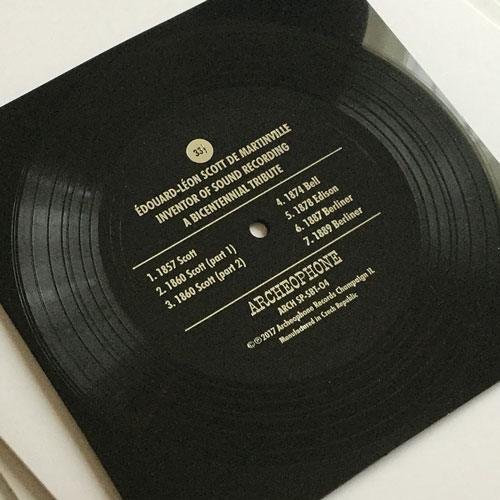 33⅓
ÉDOUARD-LÉON SCOTT DE MARTINVILLE
INVENTOR OF SOUND RECORDING
A BICENTENNIAL TRIBUTE
1. 1857 Scott
2. 1860 Scott (part 1)
3. 1860 Scott (part 2)
4. 1874 Bell
5. 1878 Edison
6. 1887 Berliner
7. 1889 Berliner
ARCHEOPHONE
ARCH SP-SBT-04
©℗2017 Archeophone Records Champaign IL
Manufactured in Czech Republic